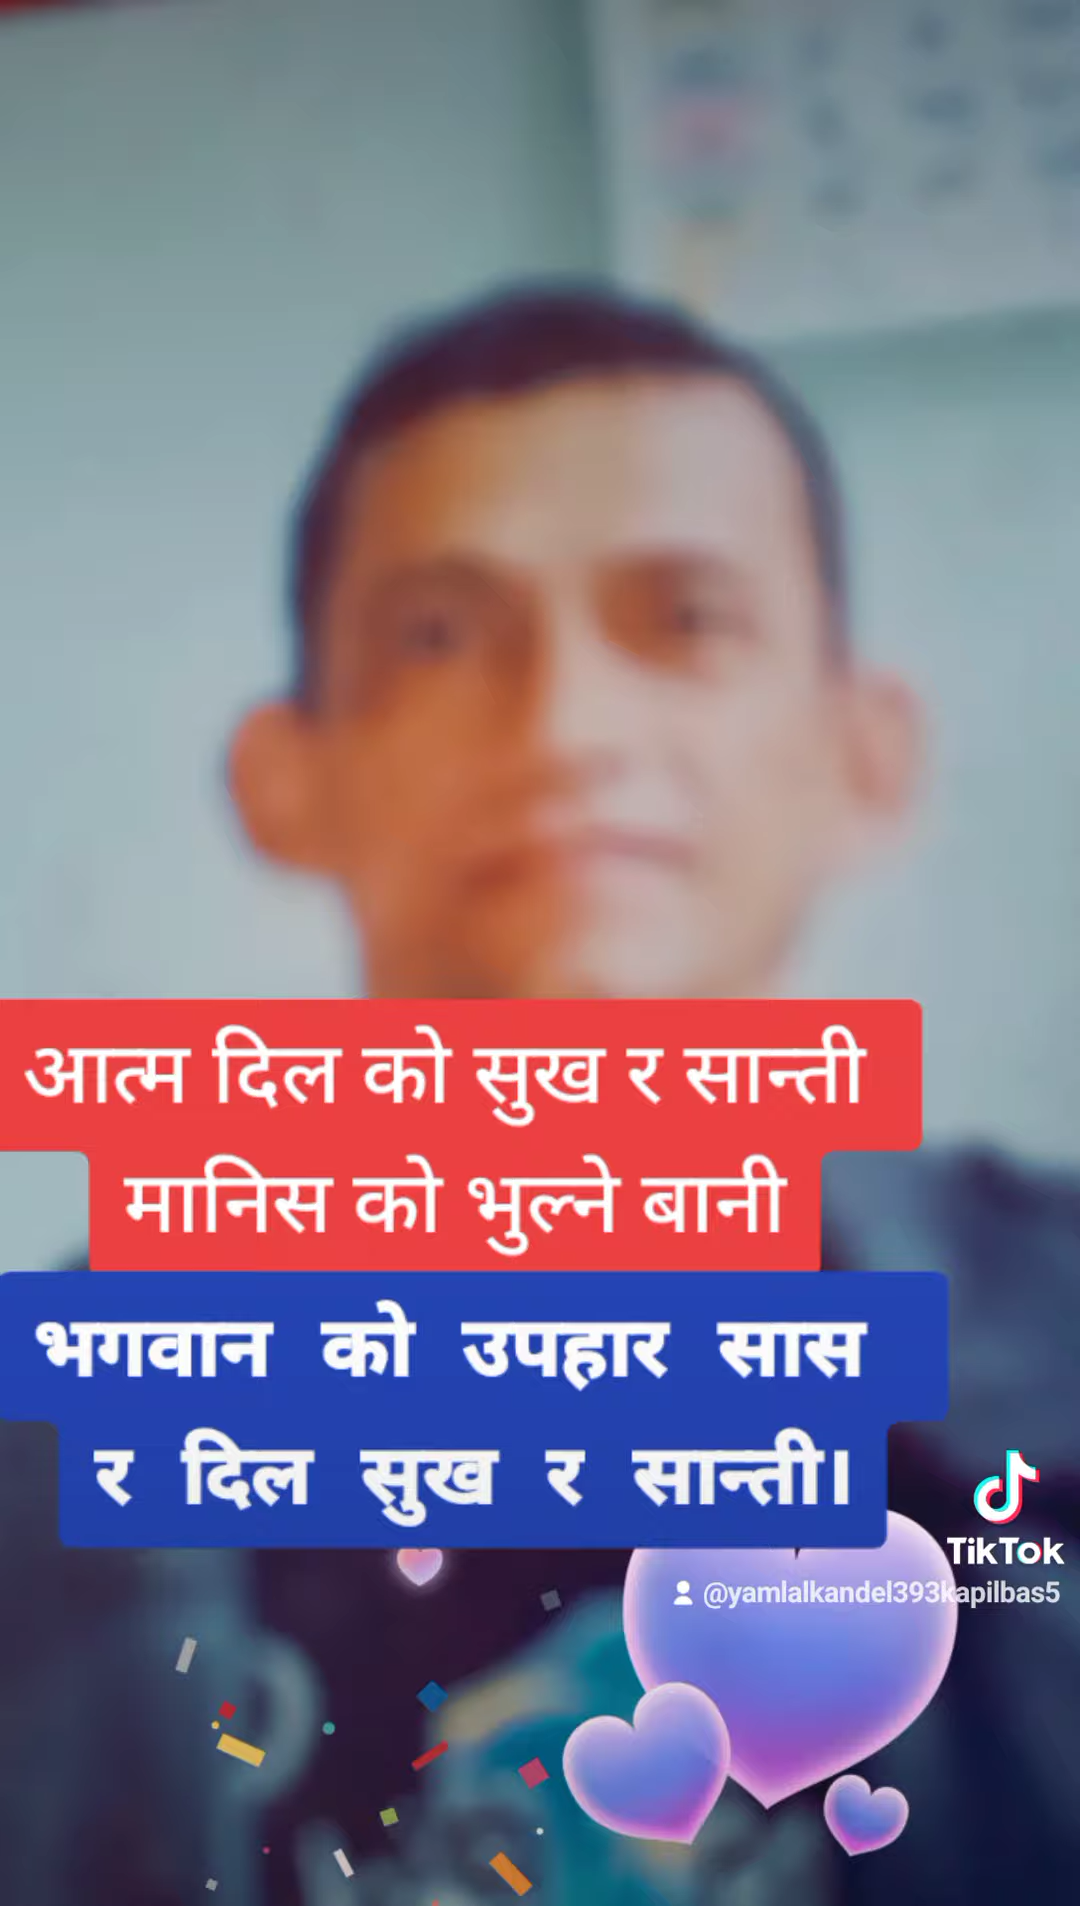 आत्म दिल को सुख र सान्ती
मानिस को भुल्ने बानी
भगवान को उपहार सास
र दिल सुख र सान्ती।
TikTok
@yamlalkandel393kapilbas5